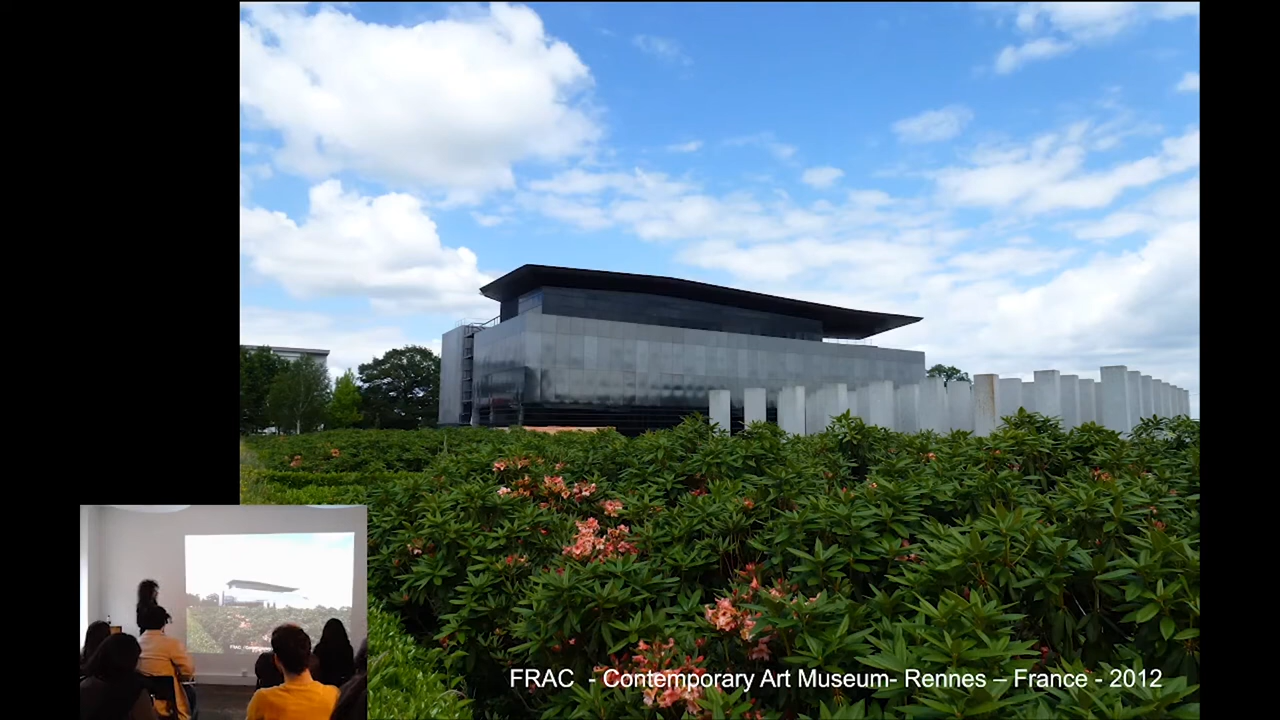 FRAC - Contemporary Art Museum- Rennes – France - 2012